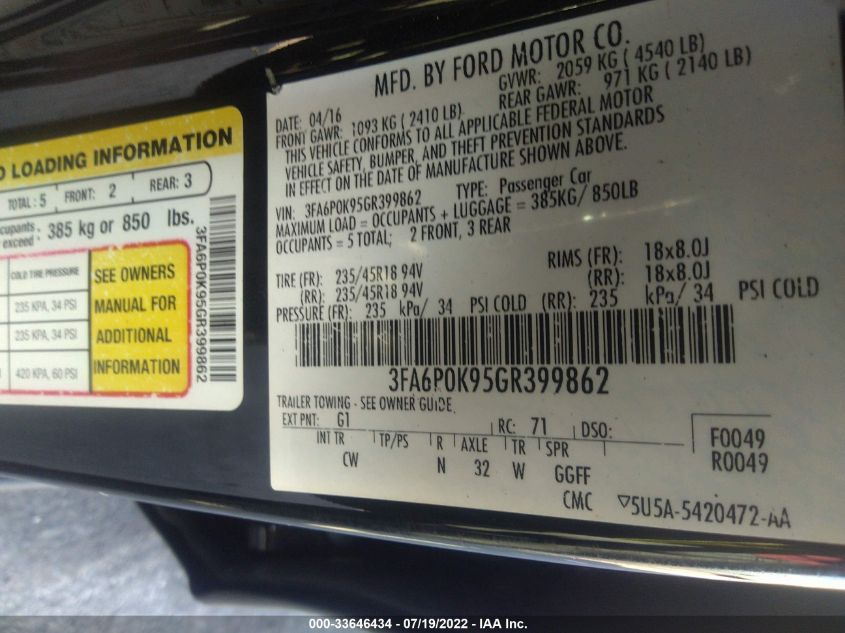 LOADING INFORMATION
TOTAL : 5 FRONT: 2 REAR: 3
exceed : 385 kg or 850 lbs.
COLD TIRE PRESSURE
235 KPA, 34 PSI
235 KPA, 34 PSI
420 KPA, 60 PSI
SEE OWNERS
MANUAL FOR
ADDITIONAL
INFORMATION
3FA6P0K95GR399862
MFD. BY FORD MOTOR CO.
DATE: 04/16 GVWR: 2059 KG ( 4540 LB)
FRONT GAWR: 1093 KG ( 2410 LB) REAR GAWR: 971 KG ( 2140 LB)
THIS VEHICLE CONFORMS TO ALL APPLICABLE FEDERAL MOTOR
VEHICLE SAFETY, BUMPER, AND THEFT PREVENTION STANDARDS
IN EFFECT ON THE DATE OF MANUFACTURE SHOWN ABOVE.
VIN: 3FA6P0K95GR399862 TYPE: Passenger Car
MAXIMUM LOAD = OCCUPANTS + LUGGAGE = 385KG/ 850LB
OCCUPANTS = 5 TOTAL; 2 FRONT, 3 REAR
TIRE (FR): 235/45R18 94V RIMS (FR): 18x8.0J
(RR): 235/45R18 94V (RR): 18x8.0J
PRESSURE (FR): 235 kPa/ 34 PSI COLD (RR): 235 kPa/ 34 PSI COLD
3FA6P0K95GR399862
TRAILER TOWING - SEE OWNER GUIDE.
EXT PNT: G1 RC: 71 DSO:
INT TR TP/PS R AXLE TR SPR F0049
CW N 32 W GGFF R0049
CMC ▽5U5A-5420472-AA
000-33646434 - 07/19/2022 - IAA Inc.